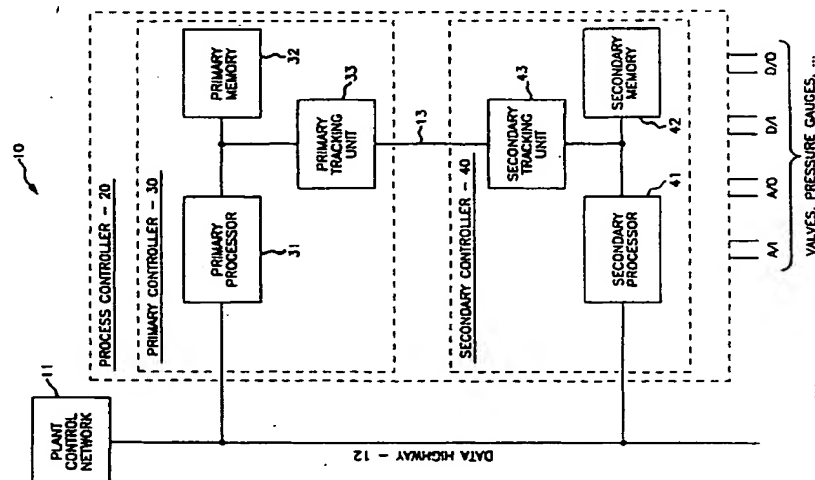 10
11
PLANT
CONTROL
NETWORK
DATA HIGHWAY - 12
PROCESS CONTROLLER - 20
PRIMARY CONTROLLER - 30
PRIMARY
PROCESSOR
31
PRIMARY
MEMORY
32
PRIMARY
TRACKING
UNIT
33
13
SECONDARY CONTROLLER - 40
SECONDARY
TRACKING
UNIT
43
SECONDARY
PROCESSOR
41
SECONDARY
MEMORY
42
A/I
A/O
D/I
D/O
VALVES, PRESSURE GAUGES, ...